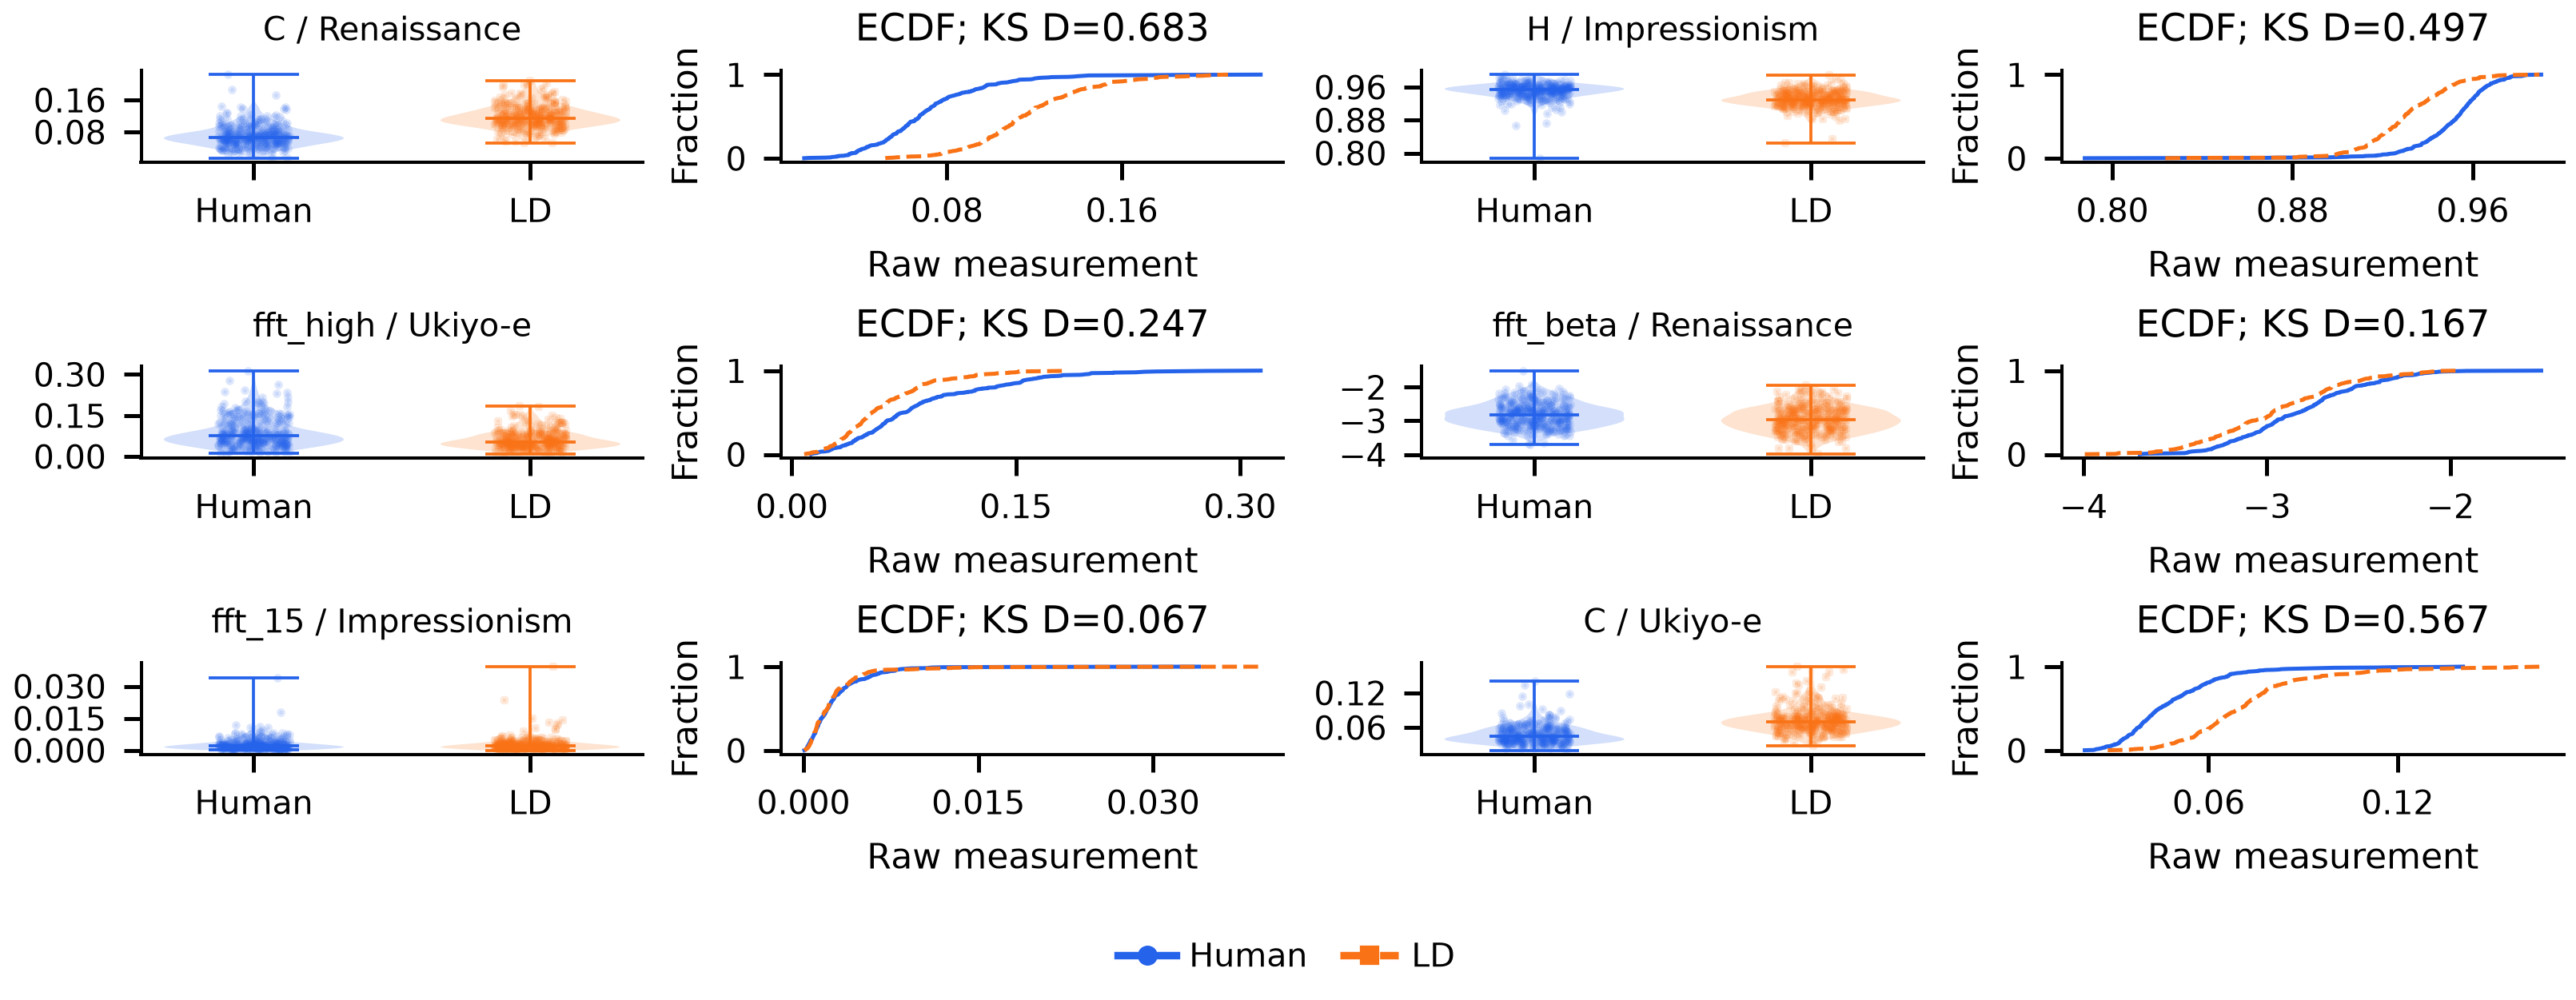 C / Renaissance
ECDF; KS D=0.683
H / Impressionism
ECDF; KS D=0.497
0.16
0.08
Human
LD
Fraction
1
0
0.08
0.16
Raw measurement
0.96
0.88
0.80
Human
LD
Fraction
1
0
0.80
0.88
0.96
Raw measurement
fft_high / Ukiyo-e
ECDF; KS D=0.247
fft_beta / Renaissance
ECDF; KS D=0.167
0.30
0.15
0.00
Human
LD
Fraction
1
0
0.00
0.15
0.30
Raw measurement
−2
−3
−4
Human
LD
Fraction
1
0
−4
−3
−2
Raw measurement
fft_15 / Impressionism
ECDF; KS D=0.067
C / Ukiyo-e
ECDF; KS D=0.567
0.030
0.015
0.000
Human
LD
Fraction
1
0
0.000
0.015
0.030
Raw measurement
0.12
0.06
Human
LD
Fraction
1
0
0.06
0.12
Raw measurement
Human
LD